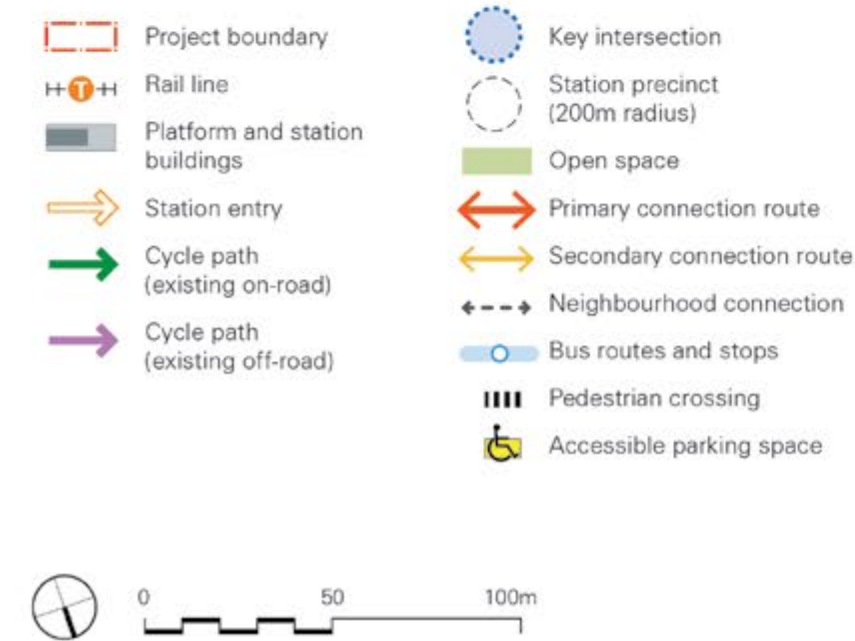 Project boundary
T
Rail line
Platform and station
buildings
Station entry
Cycle path
(existing on-road)
Cycle path
(existing off-road)
Key intersection
Station precinct
(200m radius)
Open space
Primary connection route
Secondary connection route
Neighbourhood connection
Bus routes and stops
Pedestrian crossing
Accessible parking space
0 50 100m